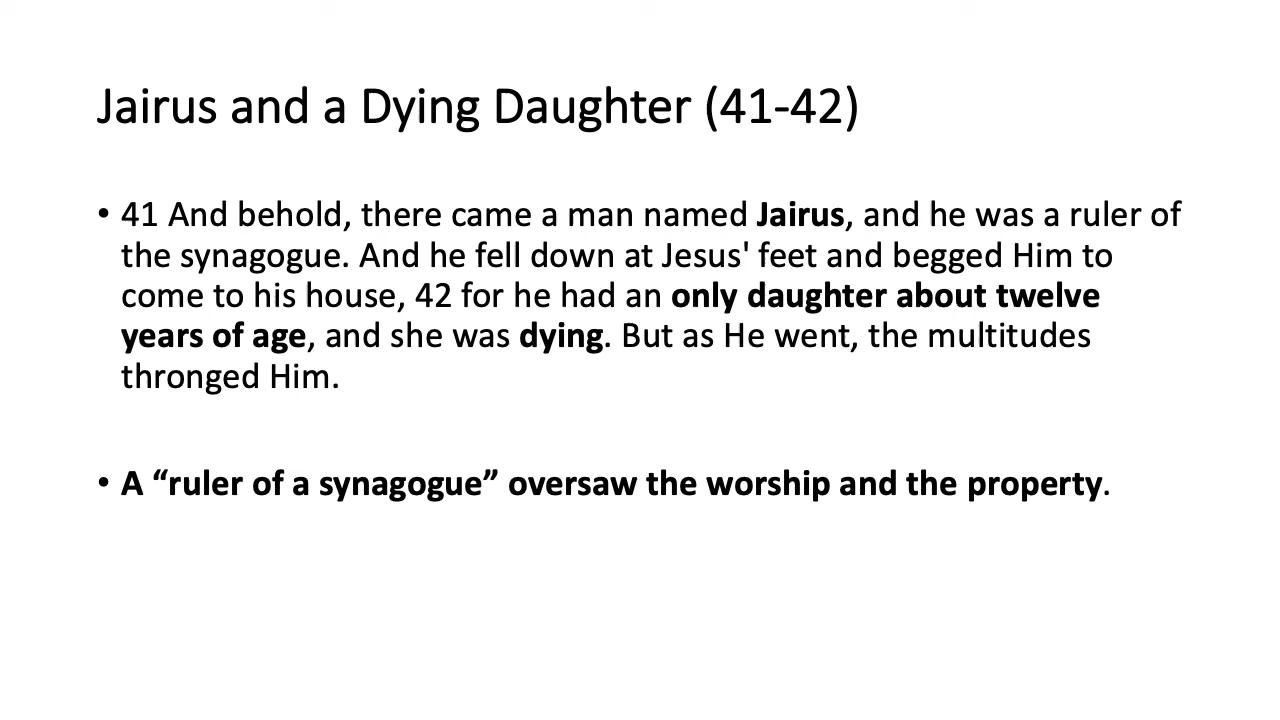 Jairus and a Dying Daughter (41-42)
• 41 And behold, there came a man named Jairus, and he was a ruler of
the synagogue. And he fell down at Jesus' feet and begged Him to
come to his house, 42 for he had an only daughter about twelve
years of age, and she was dying. But as He went, the multitudes
thronged Him.
• A “ruler of a synagogue” oversaw the worship and the property.